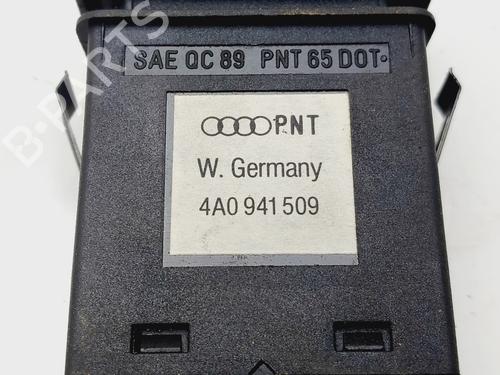 SAE QC 89 PNT 65 DOT
PNT
W. Germany
4A0 941 509
B-PARTS